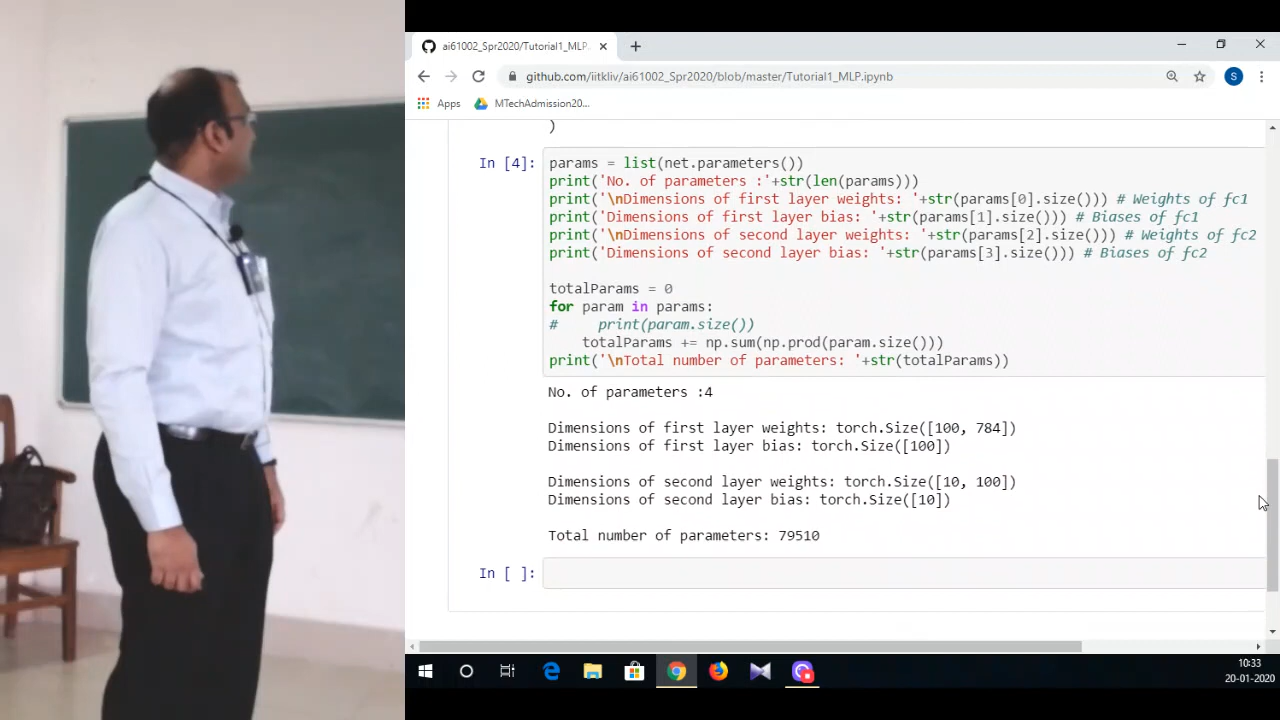 ai61002_Spr2020/Tutorial1_MLP.
github.com/iitkliv/ai61002_Spr2020/blob/master/Tutorial1_MLP.ipynb
S
Apps
MTechAdmission20...
)
In [4]:
params = list(net.parameters())
print('No. of parameters :'+str(len(params)))
print('\nDimensions of first layer weights: '+str(params[0].size())) # Weights of fc1
print('Dimensions of first layer bias: '+str(params[1].size())) # Biases of fc1
print('\nDimensions of second layer weights: '+str(params[2].size())) # Weights of fc2
print('Dimensions of second layer bias: '+str(params[3].size())) # Biases of fc2
totalParams = 0
for param in params:
#     print(param.size())
    totalParams += np.sum(np.prod(param.size()))
print('\nTotal number of parameters: '+str(totalParams))
No. of parameters :4
Dimensions of first layer weights: torch.Size([100, 784])
Dimensions of first layer bias: torch.Size([100])
Dimensions of second layer weights: torch.Size([10, 100])
Dimensions of second layer bias: torch.Size([10])
Total number of parameters: 79510
In [ ]:
10:33
20-01-2020